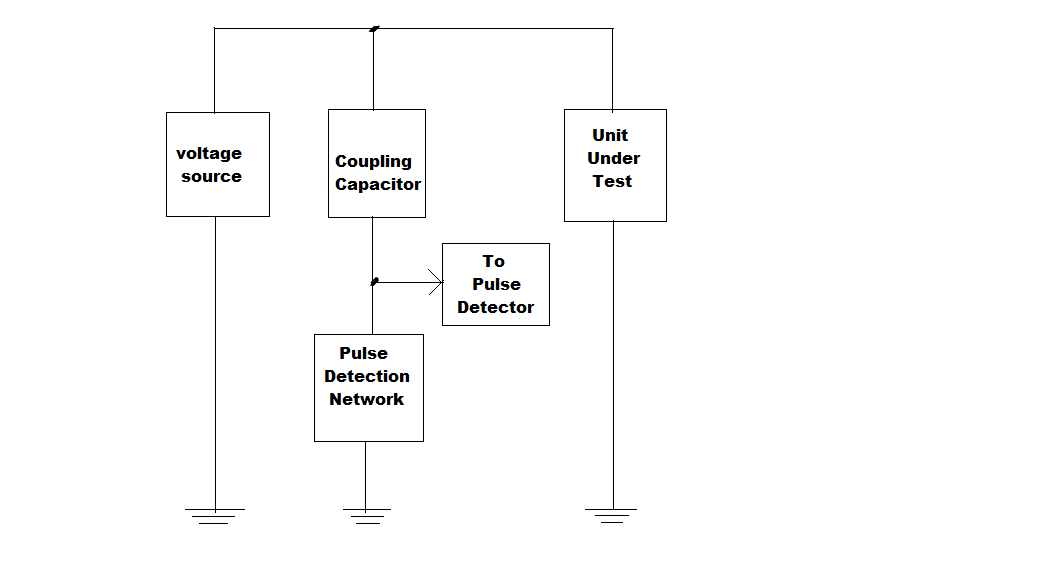 voltage
source
Coupling
Capacitor
Unit
Under
Test
To
Pulse
Detector
Pulse
Detection
Network